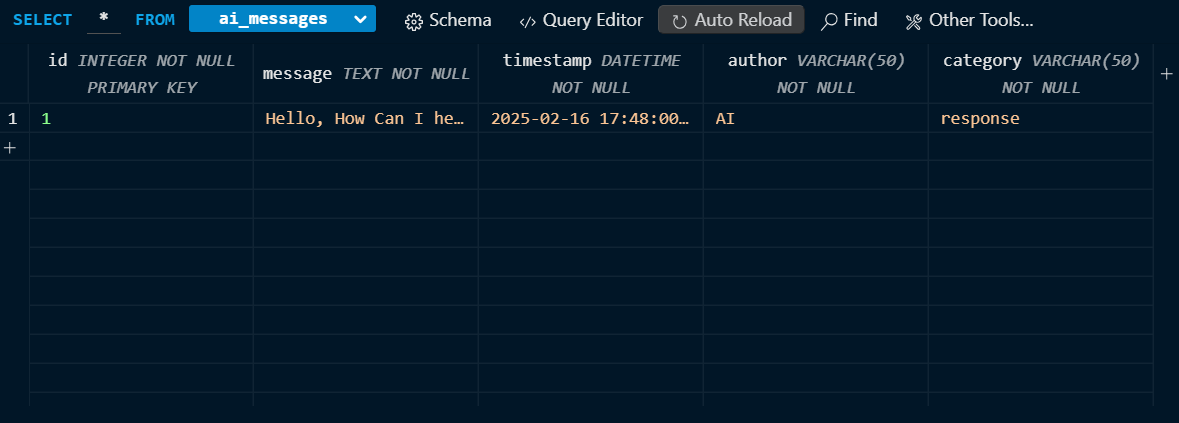 SELECT * FROM ai_messages Schema Query Editor Auto Reload Find Other Tools...
id INTEGER NOT NULL PRIMARY KEY
message TEXT NOT NULL
timestamp DATETIME NOT NULL
author VARCHAR(50) NOT NULL
category VARCHAR(50) NOT NULL
+
1 1 Hello, How Can I he… 2025-02-16 17:48:00… AI response
+